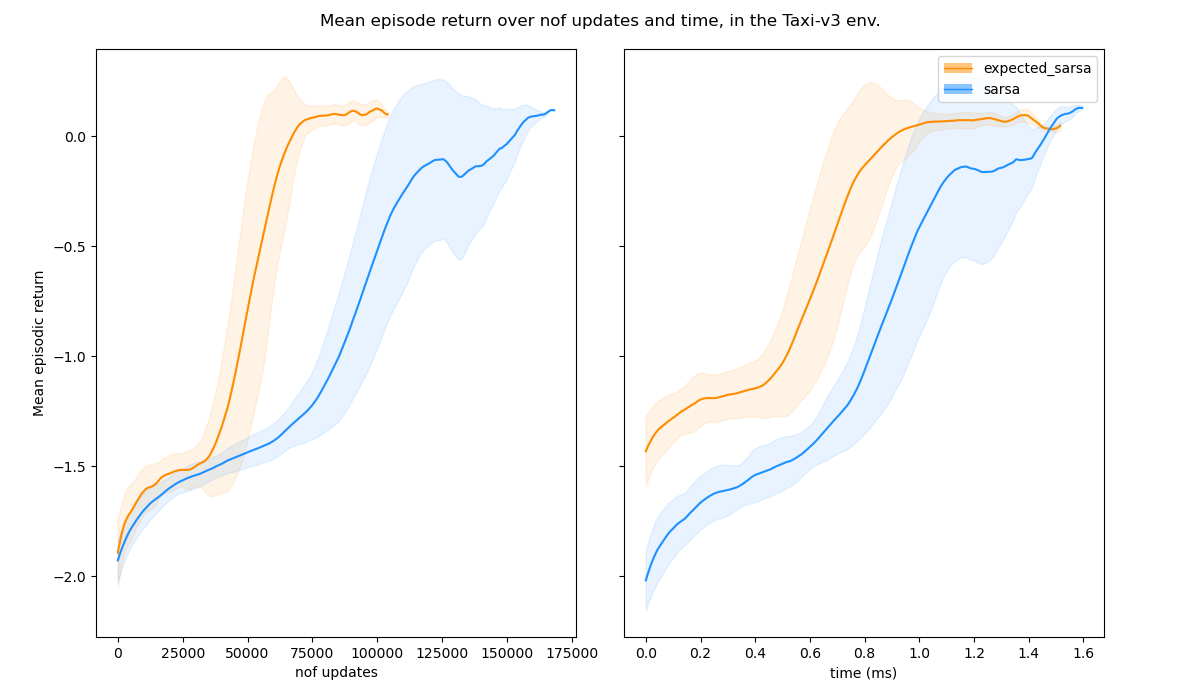 Mean episode return over nof updates and time, in the Taxi-v3 env.
Mean episodic return
0.0
−0.5
−1.0
−1.5
−2.0
0 25000 50000 75000 100000 125000 150000 175000
nof updates
expected_sarsa
sarsa
0.0 0.2 0.4 0.6 0.8 1.0 1.2 1.4 1.6
time (ms)